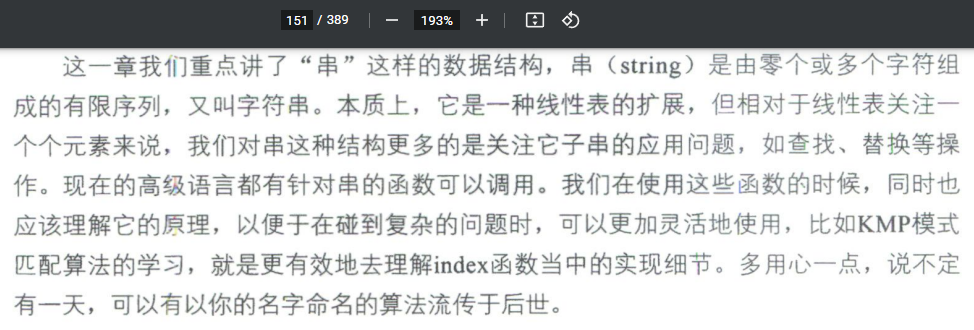 151 / 389 193%
这一章我们重点讲了“串”这样的数据结构，串（string）是由零个或多个字符组
成的有限序列，又叫字符串。本质上，它是一种线性表的扩展，但相对于线性表关注一
个个元素来说，我们对串这种结构更多的是关注它子串的应用问题，如查找、替换等操
作。现在的高级语言都有针对串的函数可以调用。我们在使用这些函数的时候，同时也
应该理解它的原理，以便于在碰到复杂的问题时，可以更加灵活地使用，比如KMP模式
匹配算法的学习，就是更有效地去理解index函数当中的实现细节。多用心一点，说不定
有一天，可以有以你的名字命名的算法流传于后世。